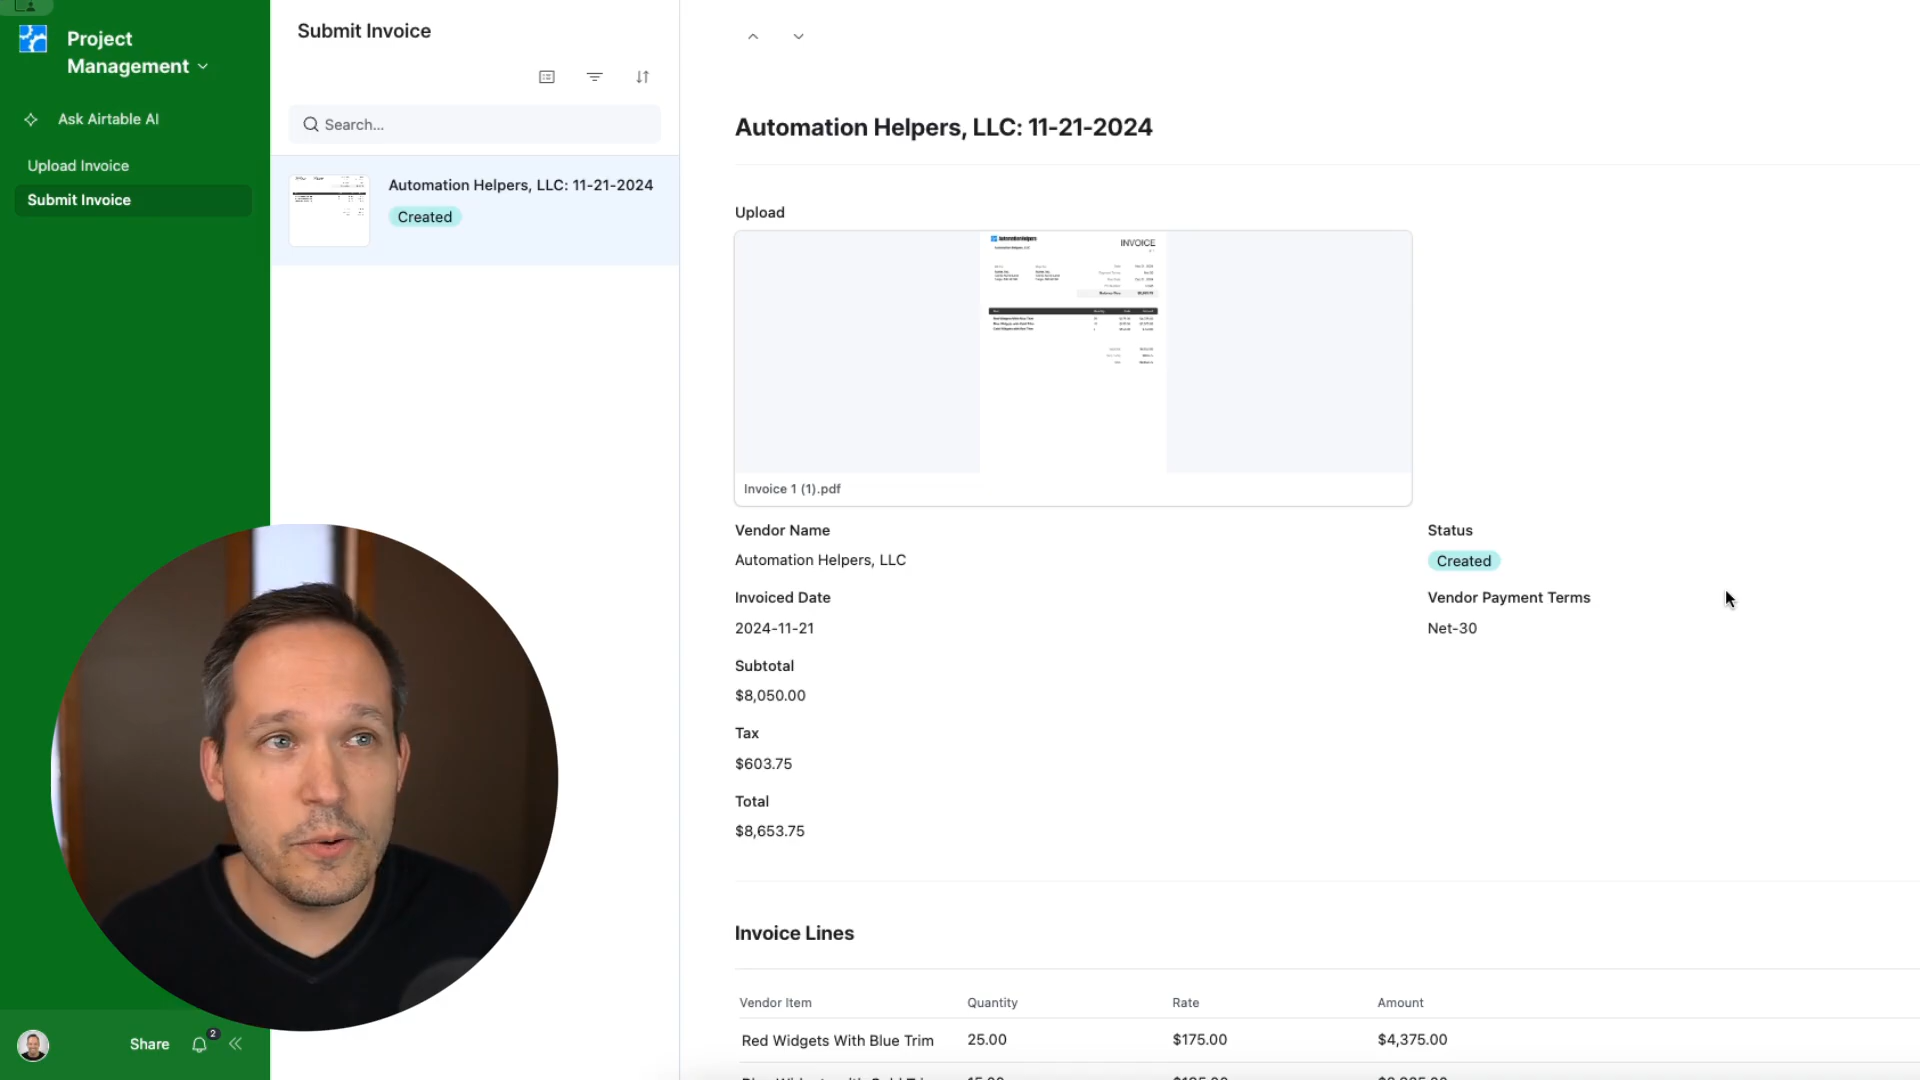 Project
Management
Ask Airtable AI
Upload Invoice
Submit Invoice
Share
2
Submit Invoice
Search...
Automation Helpers, LLC: 11-21-2024
Created
Automation Helpers, LLC: 11-21-2024
Upload
INVOICE
Invoice 1 (1).pdf
Vendor Name
Automation Helpers, LLC
Status
Created
Invoiced Date
2024-11-21
Vendor Payment Terms
Net-30
Subtotal
$8,050.00
Tax
$603.75
Total
$8,653.75
Invoice Lines
Vendor Item Quantity Rate Amount
Red Widgets With Blue Trim 25.00 $175.00 $4,375.00